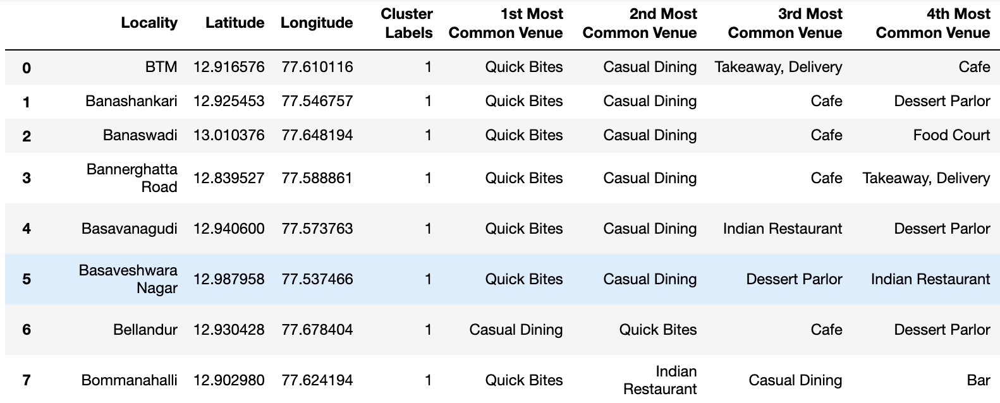 Locality Latitude Longitude Cluster Labels 1st Most Common Venue 2nd Most Common Venue 3rd Most Common Venue 4th Most Common Venue
0 BTM 12.916576 77.610116 1 Quick Bites Casual Dining Takeaway, Delivery Cafe
1 Banashankari 12.925453 77.546757 1 Quick Bites Casual Dining Cafe Dessert Parlor
2 Banaswadi 13.010376 77.648194 1 Quick Bites Casual Dining Cafe Food Court
3 Bannerghatta Road 12.839527 77.588861 1 Quick Bites Casual Dining Cafe Takeaway, Delivery
4 Basavanagudi 12.940600 77.573763 1 Quick Bites Casual Dining Indian Restaurant Dessert Parlor
5 Basaveshwara Nagar 12.987958 77.537466 1 Quick Bites Casual Dining Dessert Parlor Indian Restaurant
6 Bellandur 12.930428 77.678404 1 Casual Dining Quick Bites Cafe Dessert Parlor
7 Bommanahalli 12.902980 77.624194 1 Quick Bites Indian Restaurant Casual Dining Bar